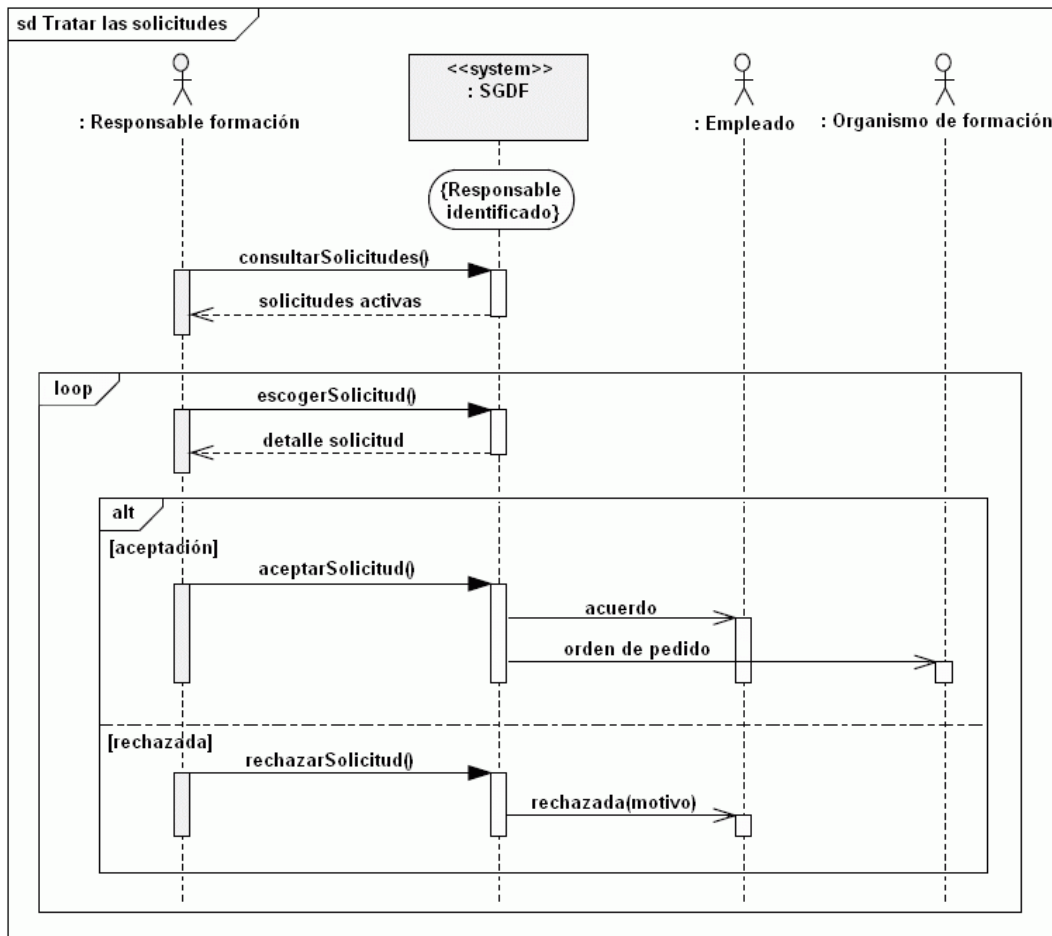 sd Tratar las solicitudes
<<system>>
: SGDF
: Responsable formación
: Empleado
: Organismo de formación
{Responsable
identificado}
consultarSolicitudes()
solicitudes activas
loop
escogerSolicitud()
detalle solicitud
alt
[aceptadión]
aceptarSolicitud()
acuerdo
orden de pedido
[rechazada]
rechazarSolicitud()
rechazada(motivo)